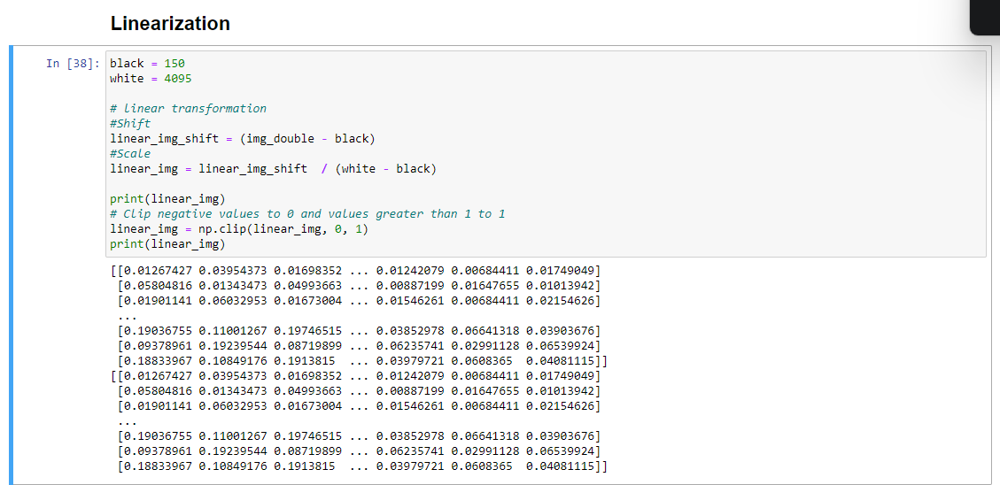 Linearization
In [38]: black = 150
white = 4095
# linear transformation
#Shift
linear_img_shift = (img_double - black)
#Scale
linear_img = linear_img_shift  / (white - black)
print(linear_img)
# Clip negative values to 0 and values greater than 1 to 1
linear_img = np.clip(linear_img, 0, 1)
print(linear_img)
[[0.01267427 0.03954373 0.01698352 ... 0.01242079 0.00684411 0.01749049]
[0.05804816 0.01343473 0.04993663 ... 0.00887199 0.01647655 0.01013942]
[0.01901141 0.06032953 0.01673004 ... 0.01546261 0.00684411 0.02154626]
...
[0.19036755 0.11001267 0.19746515 ... 0.03852978 0.06641318 0.03903676]
[0.09378961 0.19239544 0.08719899 ... 0.06235741 0.02991128 0.06539924]
[0.18833967 0.10849176 0.1913815  ... 0.03979721 0.0608365  0.04081115]]
[[0.01267427 0.03954373 0.01698352 ... 0.01242079 0.00684411 0.01749049]
[0.05804816 0.01343473 0.04993663 ... 0.00887199 0.01647655 0.01013942]
[0.01901141 0.06032953 0.01673004 ... 0.01546261 0.00684411 0.02154626]
...
[0.19036755 0.11001267 0.19746515 ... 0.03852978 0.06641318 0.03903676]
[0.09378961 0.19239544 0.08719899 ... 0.06235741 0.02991128 0.06539924]
[0.18833967 0.10849176 0.1913815  ... 0.03979721 0.0608365  0.04081115]]